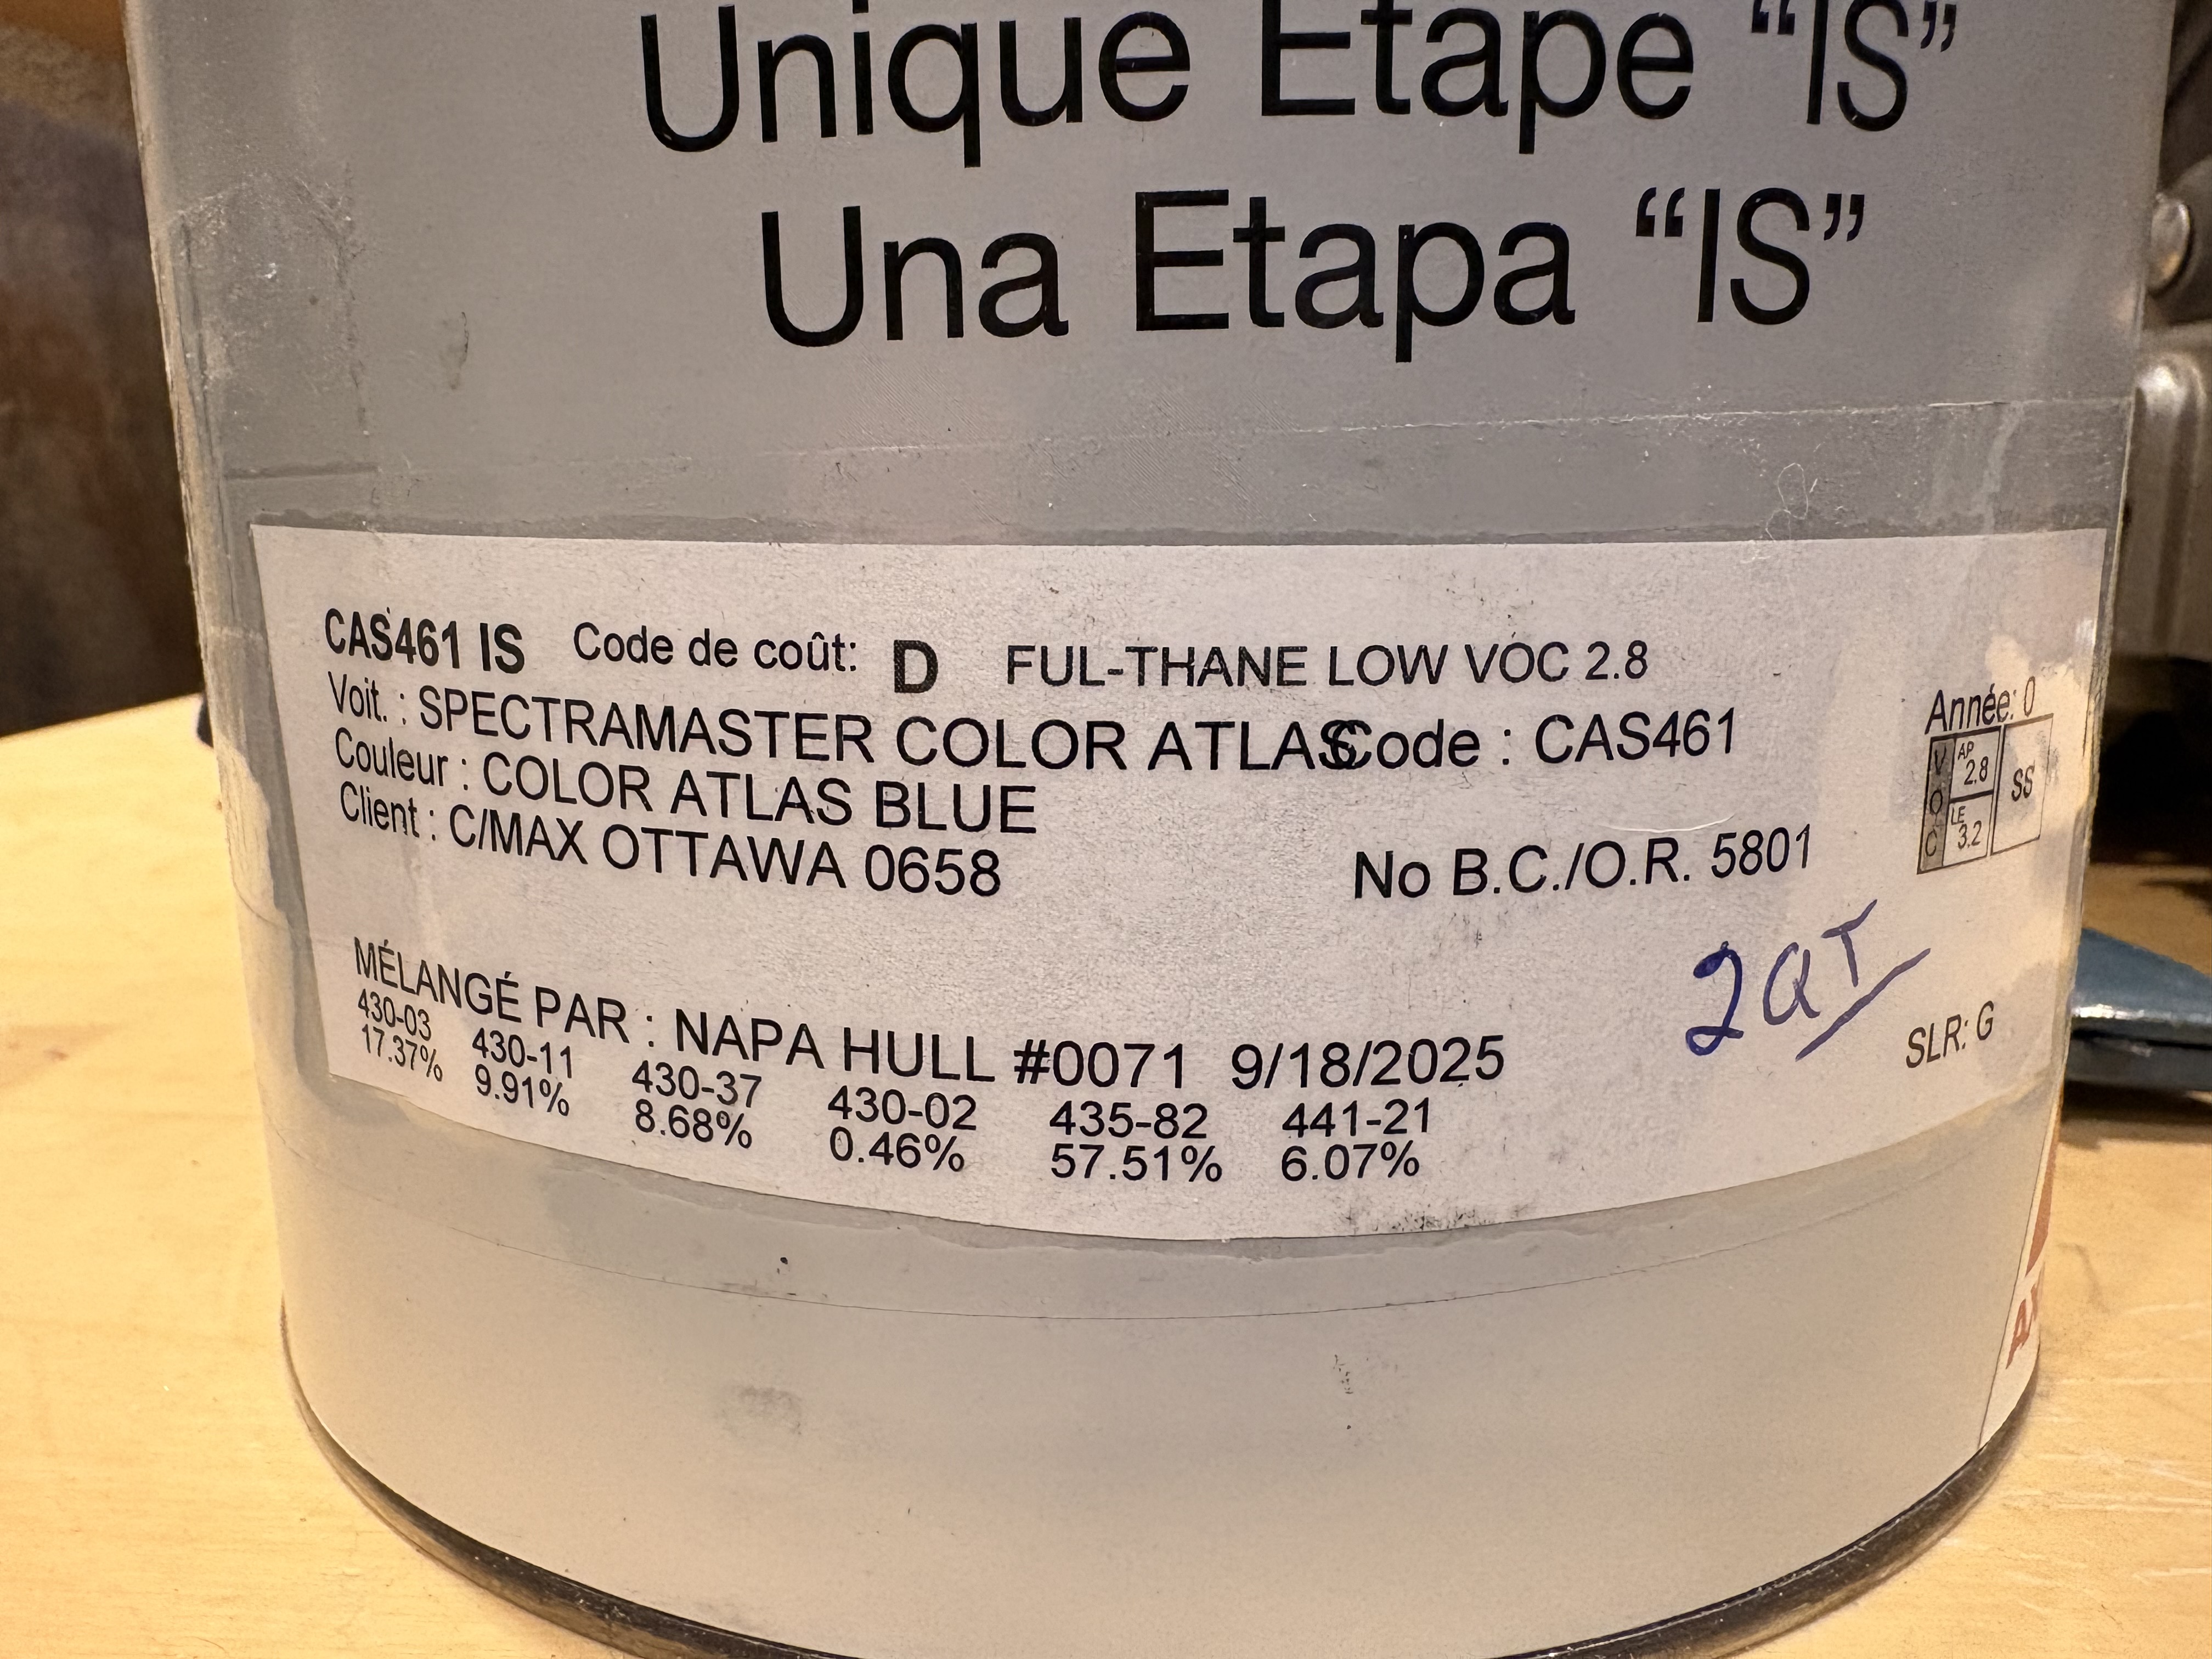 Unique Etape “IS”
Una Etapa “IS”
CAS461 IS Code de coût: D FUL-THANE LOW VOC 2.8
Voit. : SPECTRAMASTER COLOR ATLAS Code : CAS461 Année: 0
Couleur : COLOR ATLAS BLUE
VOC AP 2.8 LE 3.2 SS
Client : C/MAX OTTAWA 0658 No B.C./O.R. 5801
2QT
MÉLANGÉ PAR : NAPA HULL #0071 9/18/2025 SLR: G
430-03 430-11 430-37 430-02 435-82 441-21
17.37% 9.91% 8.68% 0.46% 57.51% 6.07%